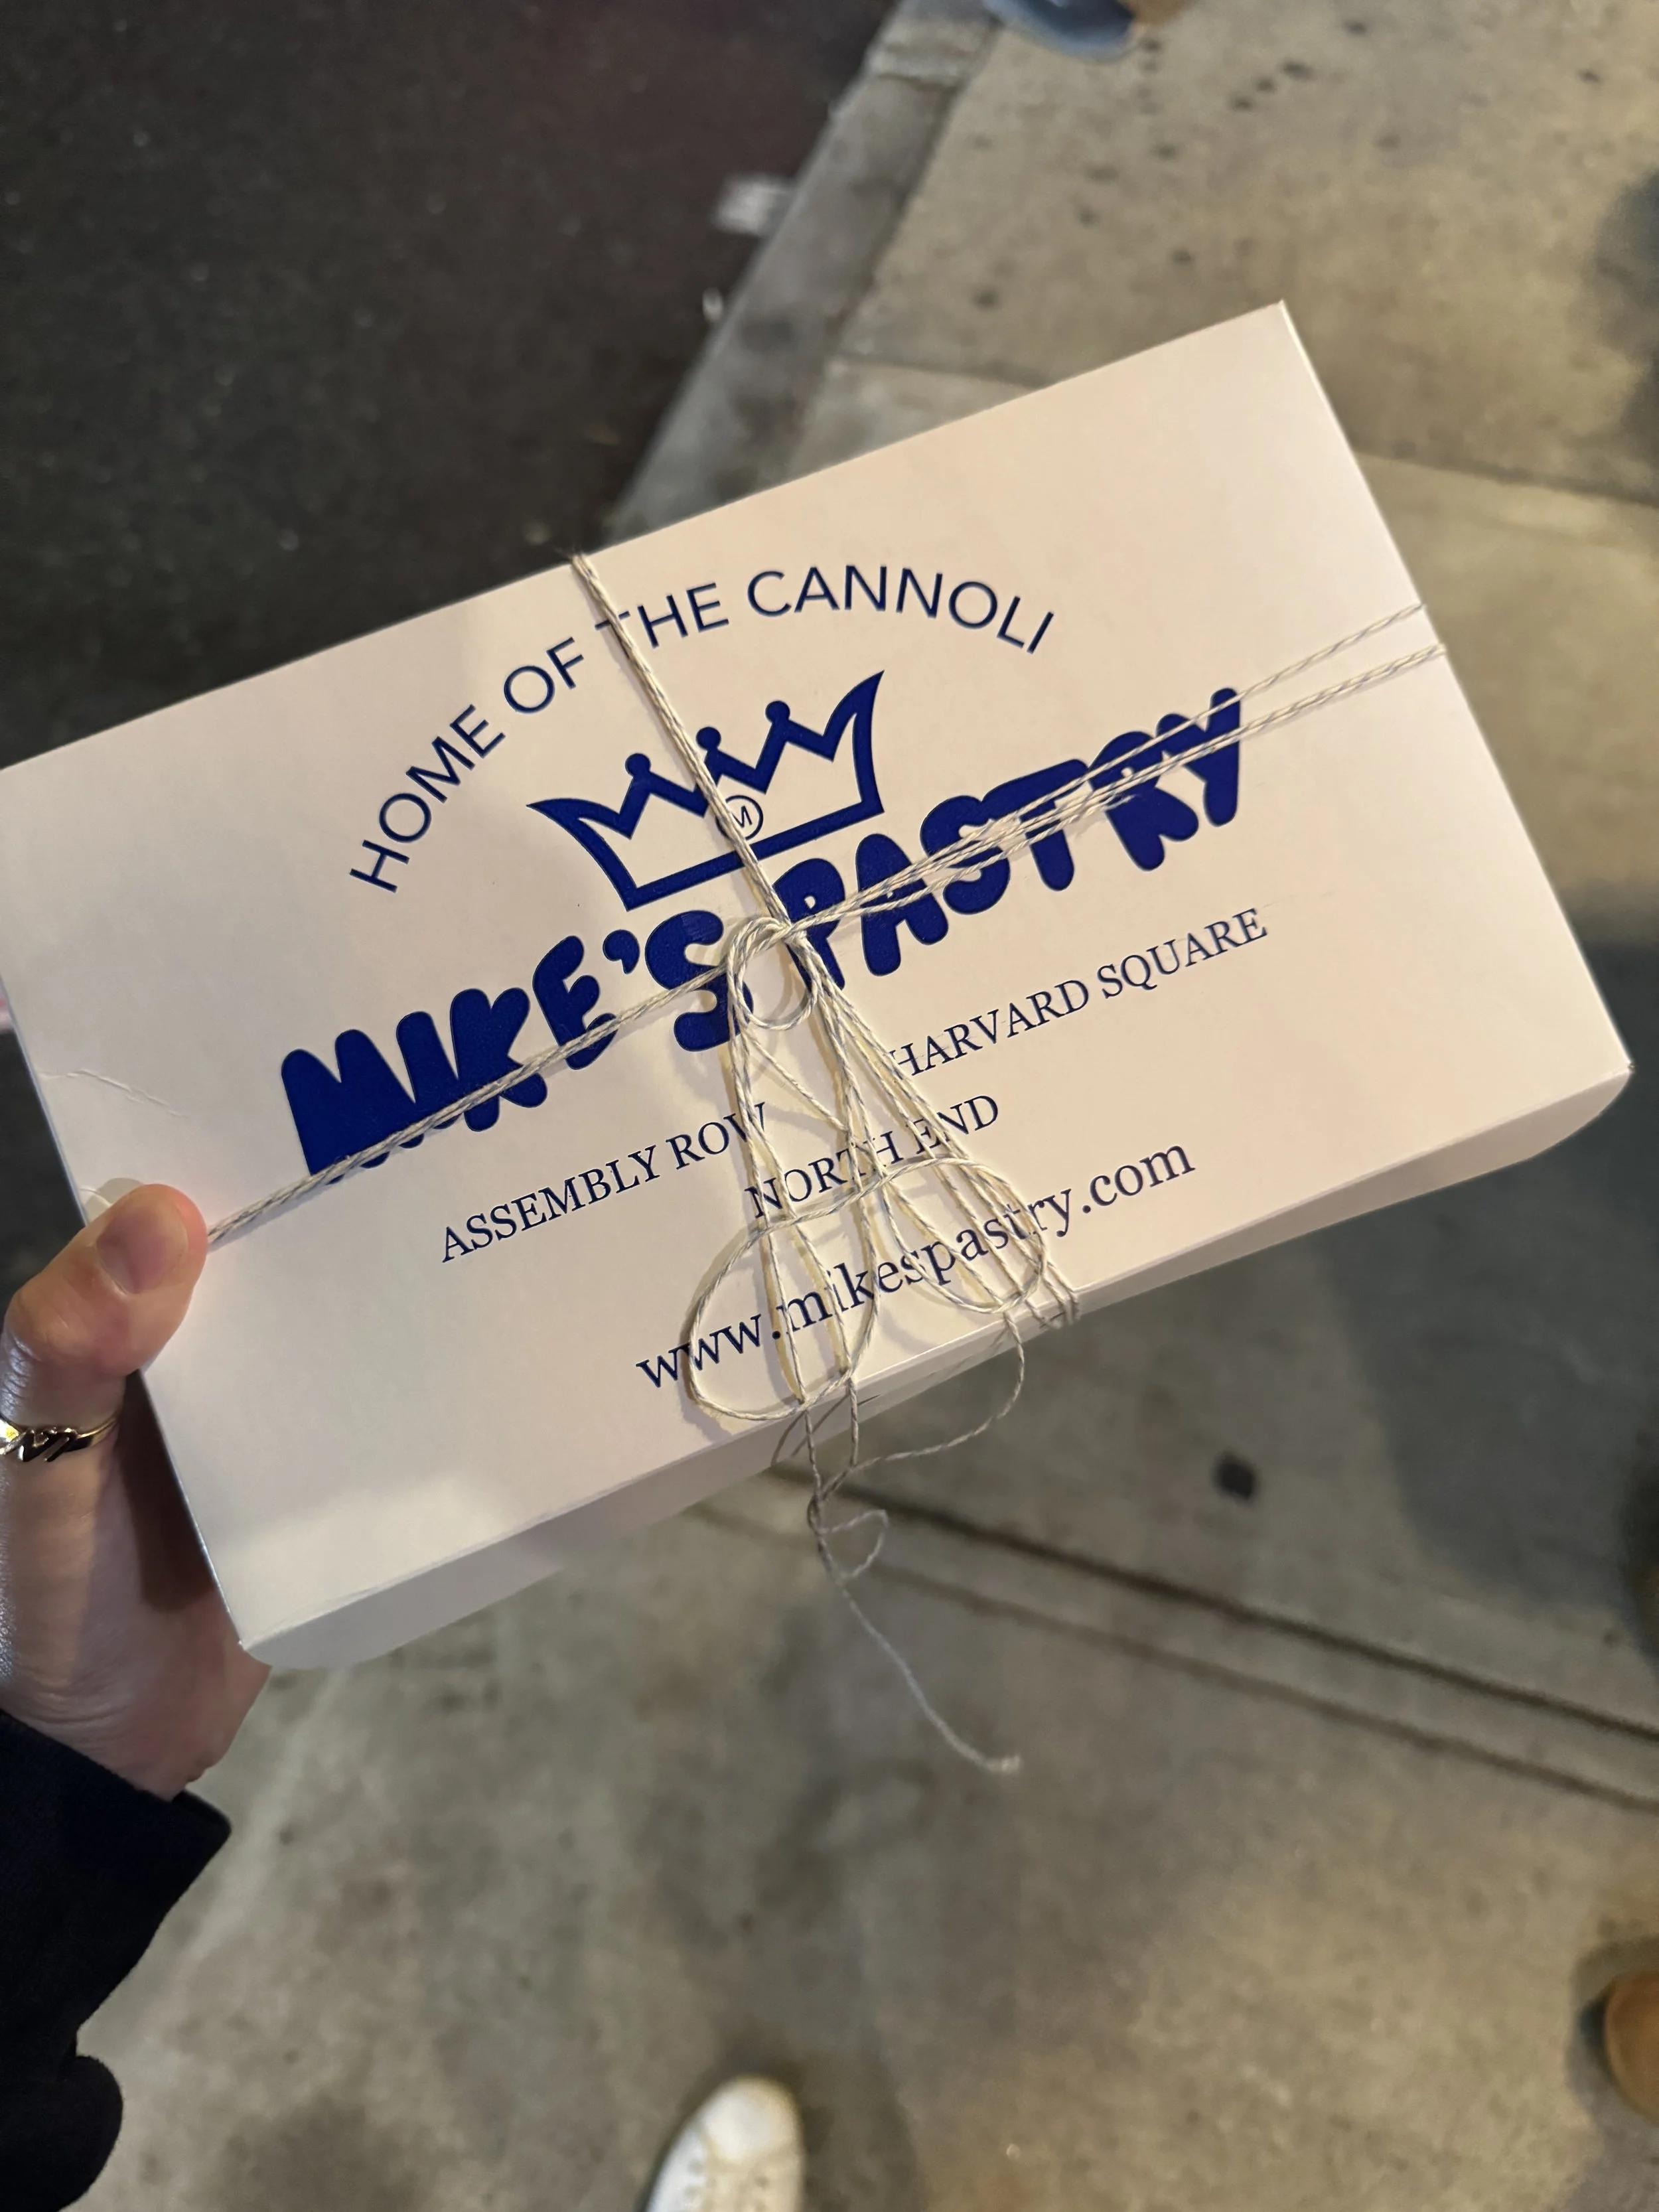 HOME OF THE CANNOLI
M
MIKE'S PASTRY
ASSEMBLY ROW HARVARD SQUARE
NORTH END
www.mikespastry.com